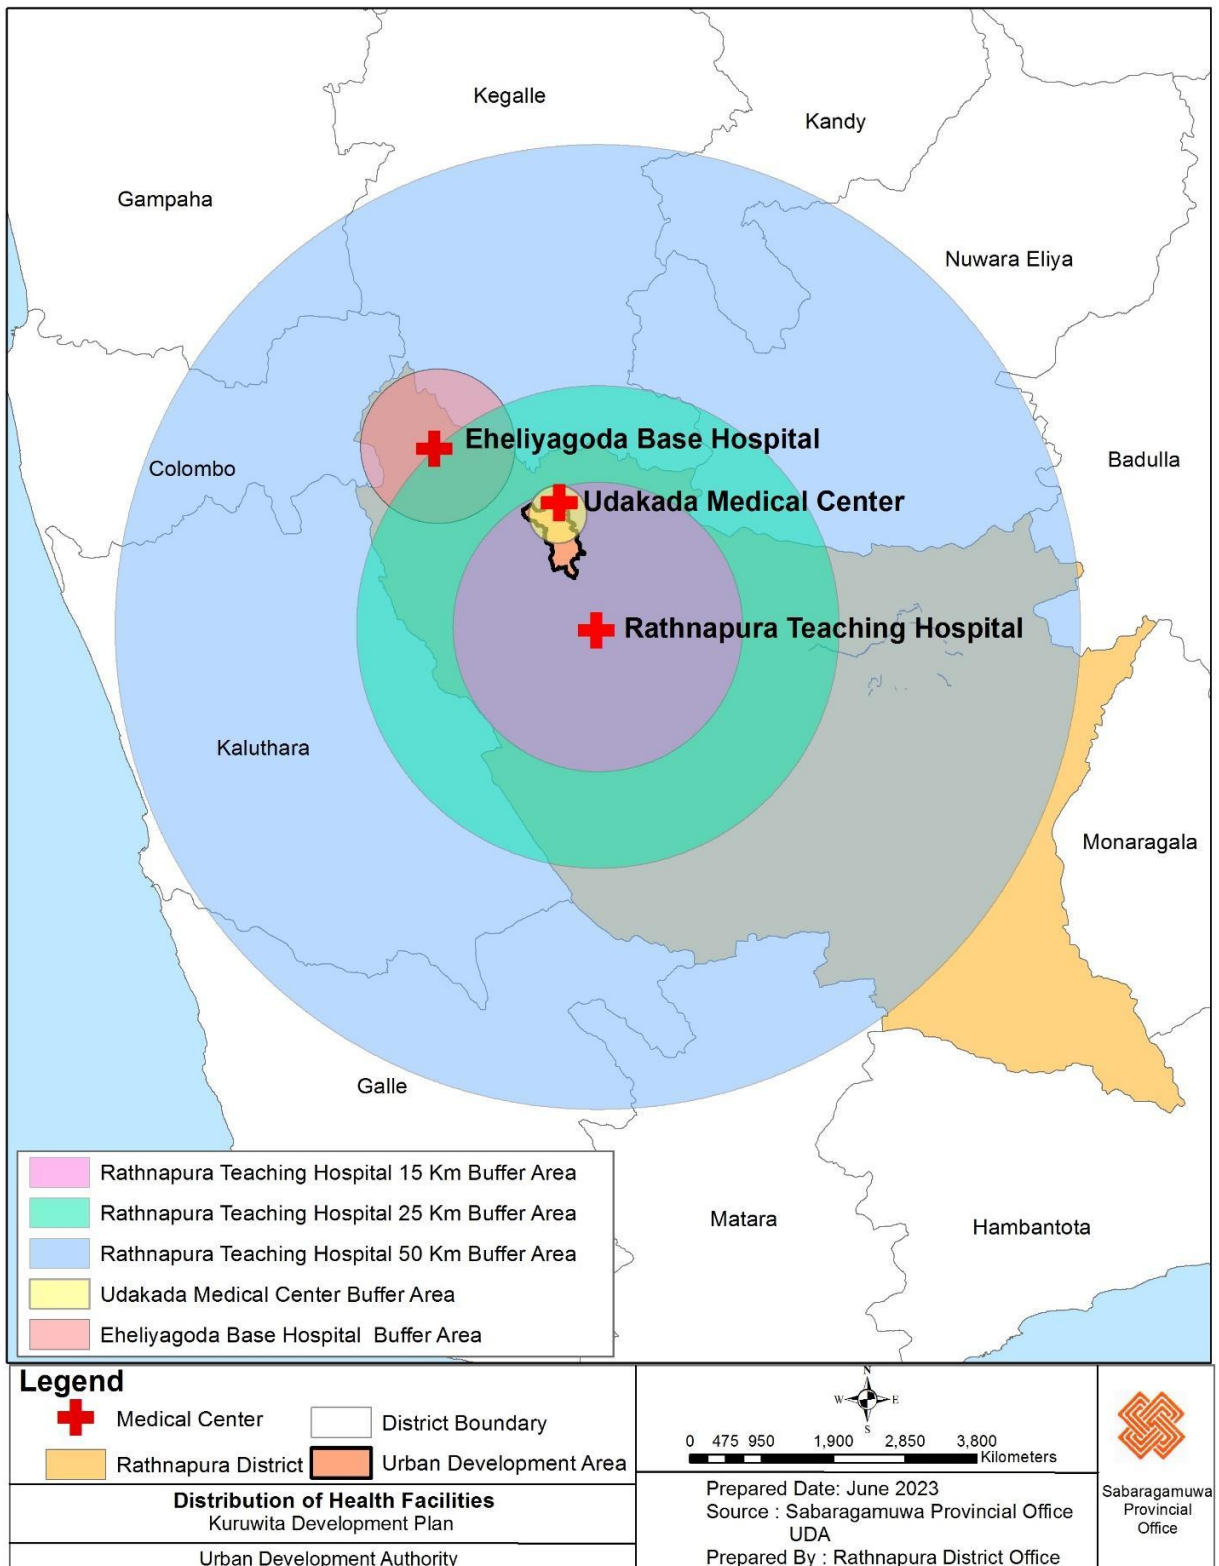 Kegalle
Kandy
Gampaha
Nuwara Eliya
Eheliyagoda Base Hospital
Colombo
Badulla
Udakada Medical Center
Rathnapura Teaching Hospital
Kaluthara
Monaragala
Galle
Matara
Hambantota
Rathnapura Teaching Hospital 15 Km Buffer Area
Rathnapura Teaching Hospital 25 Km Buffer Area
Rathnapura Teaching Hospital 50 Km Buffer Area
Udakada Medical Center Buffer Area
Eheliyagoda Base Hospital Buffer Area
Legend
Medical Center
District Boundary
Rathnapura District
Urban Development Area
Distribution of Health Facilities
Kuruwita Development Plan
Urban Development Authority
N
W E
S
0 475 950 1,900 2,850 3,800
Kilometers
Prepared Date: June 2023
Source : Sabaragamuwa Provincial Office
UDA
Prepared By : Rathnapura District Office
Sabaragamuwa
Provincial
Office